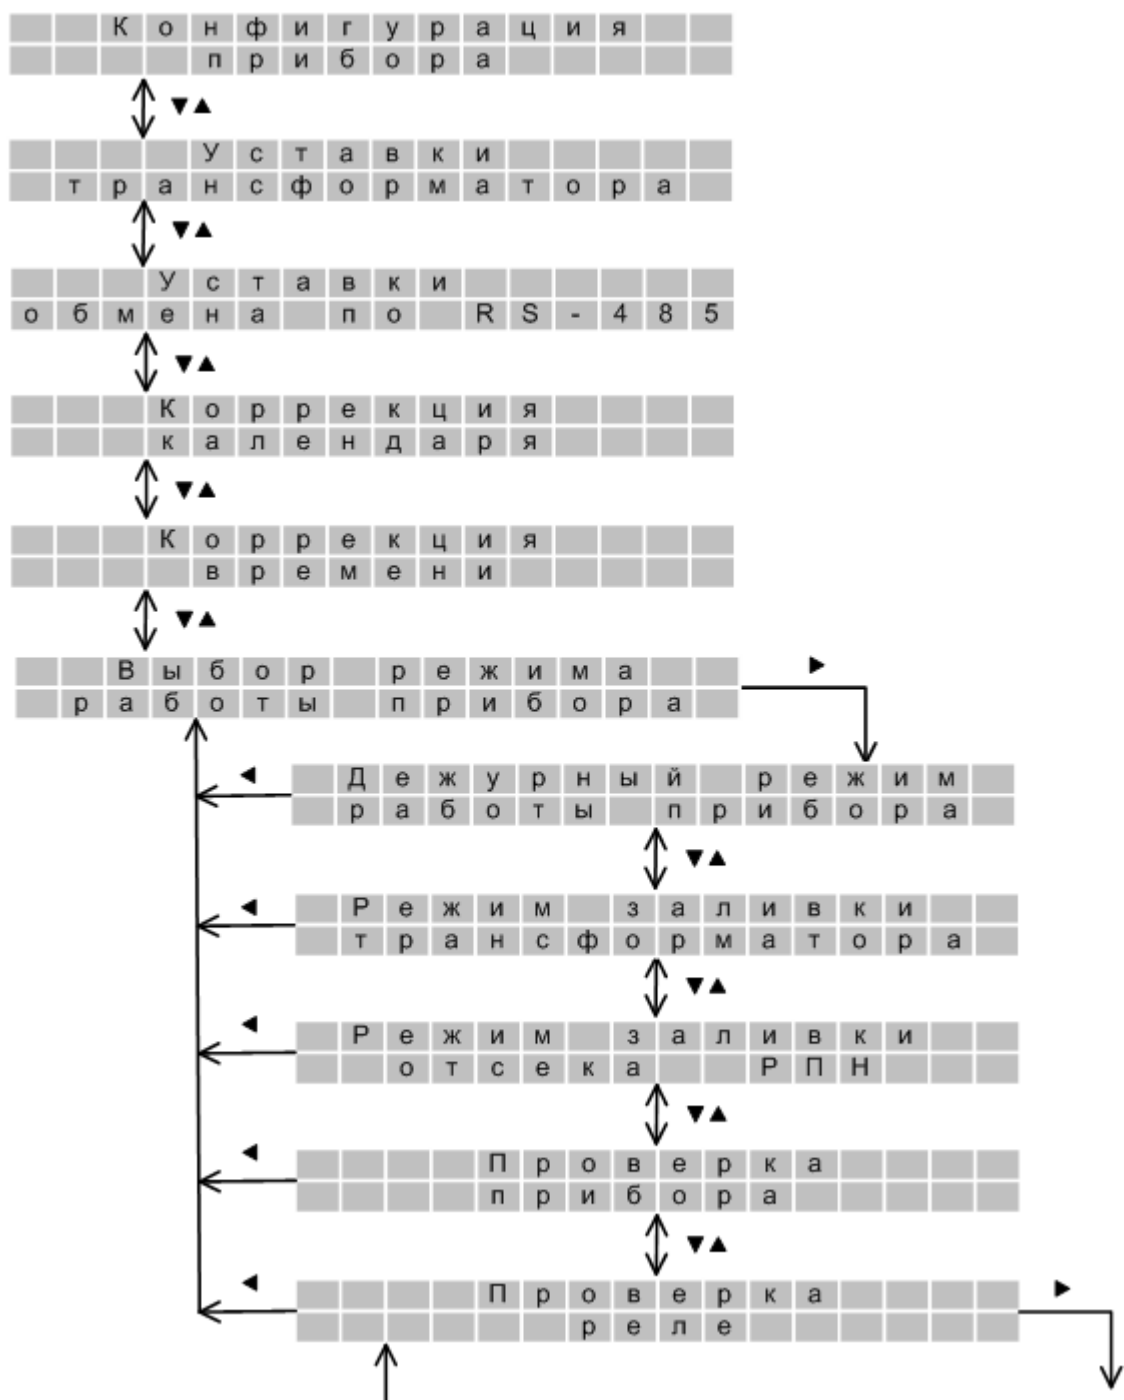 Конфигурация
прибора
▼▲
Уставки
трансформатора
▼▲
Уставки
обмена по RS-485
▼▲
Коррекция
календаря
▼▲
Коррекция
времени
▼▲
Выбор режима
работы прибора
►
◄
Дежурный режим
работы прибора
▼▲
◄
Режим заливки
трансформатора
▼▲
◄
Режим заливки
отсека РПН
▼▲
◄
Проверка
прибора
▼▲
◄
Проверка
реле
►